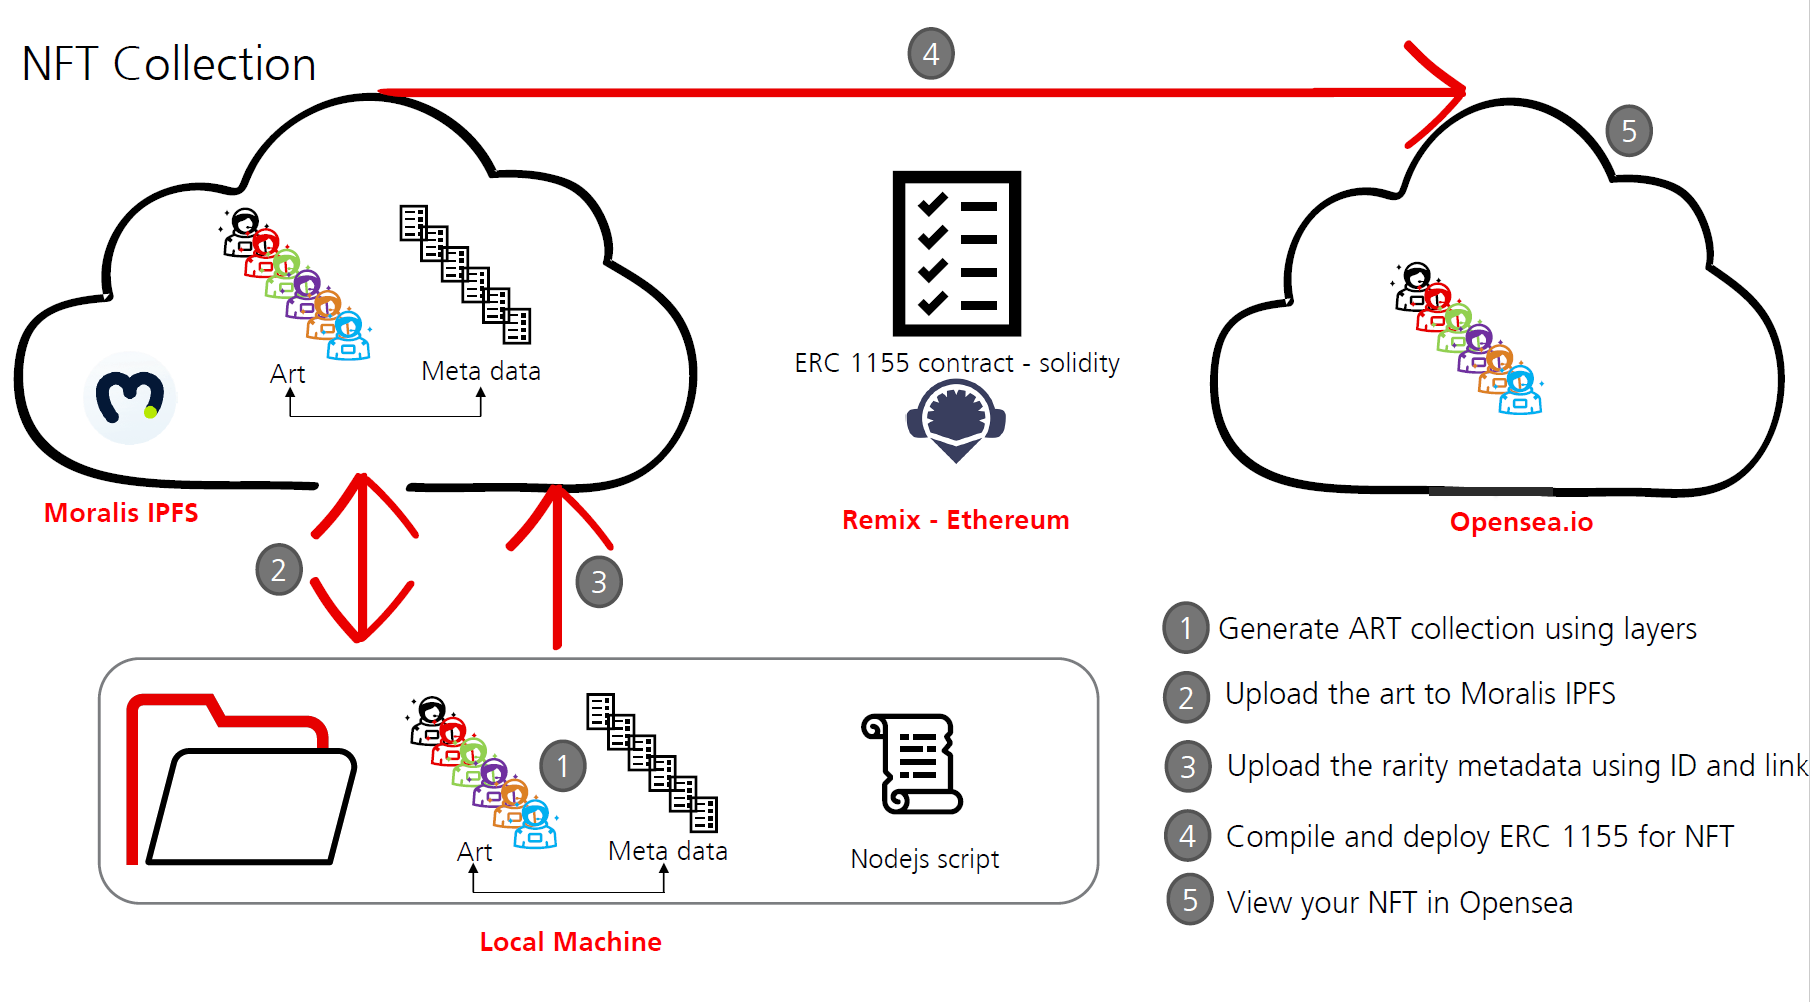 NFT Collection
4
5
ERC 1155 contract - solidity
Art
Meta data
Moralis IPFS
Remix - Ethereum
Opensea.io
2
3
1
Art
Meta data
Nodejs script
Local Machine
1 Generate ART collection using layers
2 Upload the art to Moralis IPFS
3 Upload the rarity metadata using ID and link
4 Compile and deploy ERC 1155 for NFT
5 View your NFT in Opensea